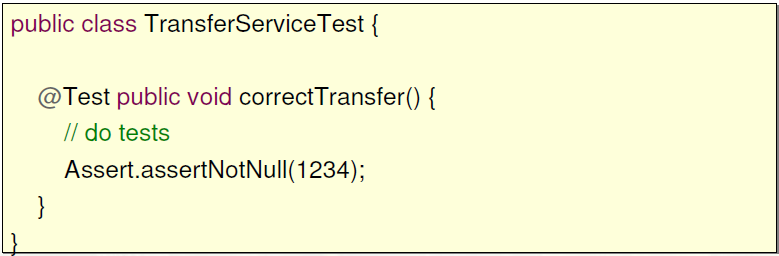 public class TransferServiceTest {
@Test public void correctTransfer() {
// do tests
Assert.assertNotNull(1234);
}
}